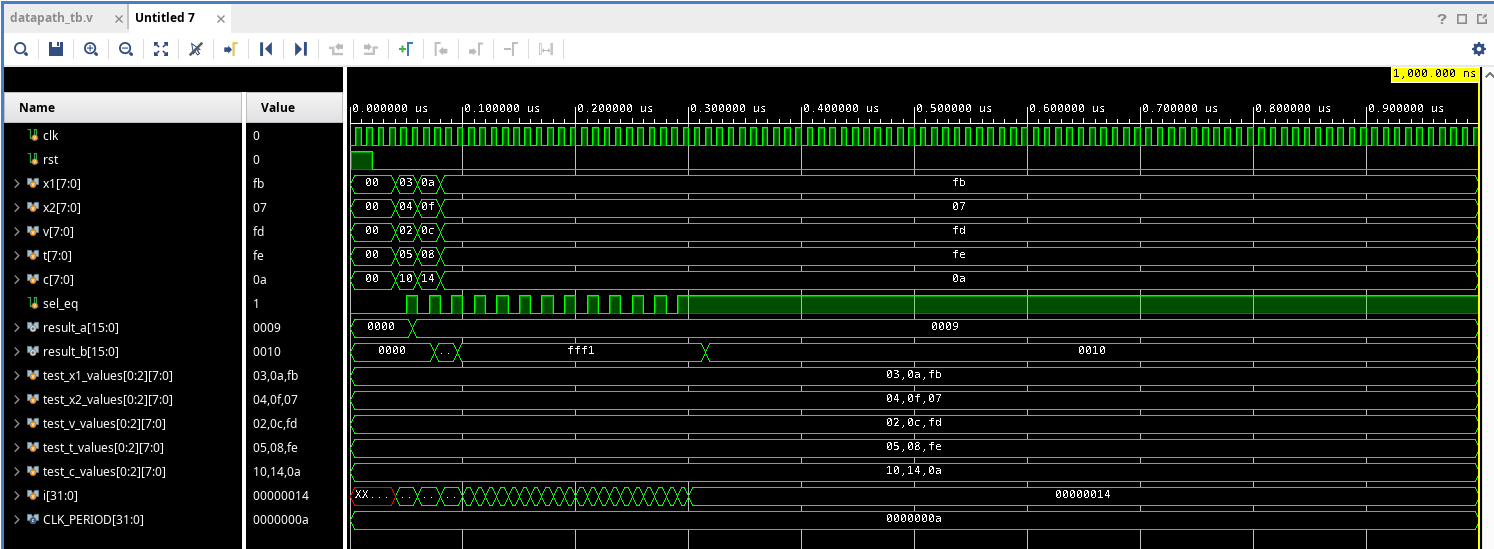 datapath_tb.v × Untitled 7 × ?
1,000.000 ns
Name Value 0.000000 us 0.100000 us 0.200000 us 0.300000 us 0.400000 us 0.500000 us 0.600000 us 0.700000 us 0.800000 us 0.900000 us
clk 0
rst 0
x1[7:0] fb 00 03 0a fb
x2[7:0] 07 00 04 0f 07
v[7:0] fd 00 02 0c fd
t[7:0] fe 00 05 08 fe
c[7:0] 0a 00 10 14 0a
sel_eq 1
result_a[15:0] 0009 0000 0009
result_b[15:0] 0010 0000 .. fff1 0010
test_x1_values[0:2][7:0] 03,0a,fb 03,0a,fb
test_x2_values[0:2][7:0] 04,0f,07 04,0f,07
test_v_values[0:2][7:0] 02,0c,fd 02,0c,fd
test_t_values[0:2][7:0] 05,08,fe 05,08,fe
test_c_values[0:2][7:0] 10,14,0a 10,14,0a
i[31:0] 00000014 XX... .. .. .. 00000014
CLK_PERIOD[31:0] 0000000a 0000000a